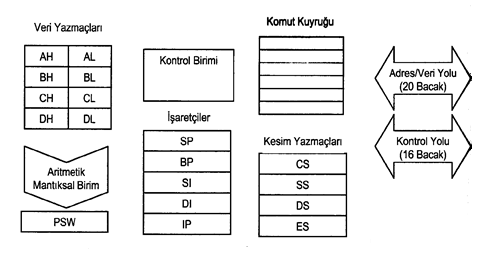 Veri Yazmaçları
AH AL
BH BL
CH CL
DH DL
Aritmetik
Mantıksal Birim
PSW
Kontrol Birimi
İşaretçiler
SP
BP
SI
DI
IP
Komut Kuyruğu
Kesim Yazmaçları
CS
SS
DS
ES
Adres/Veri Yolu
(20 Bacak)
Kontrol Yolu
(16 Bacak)